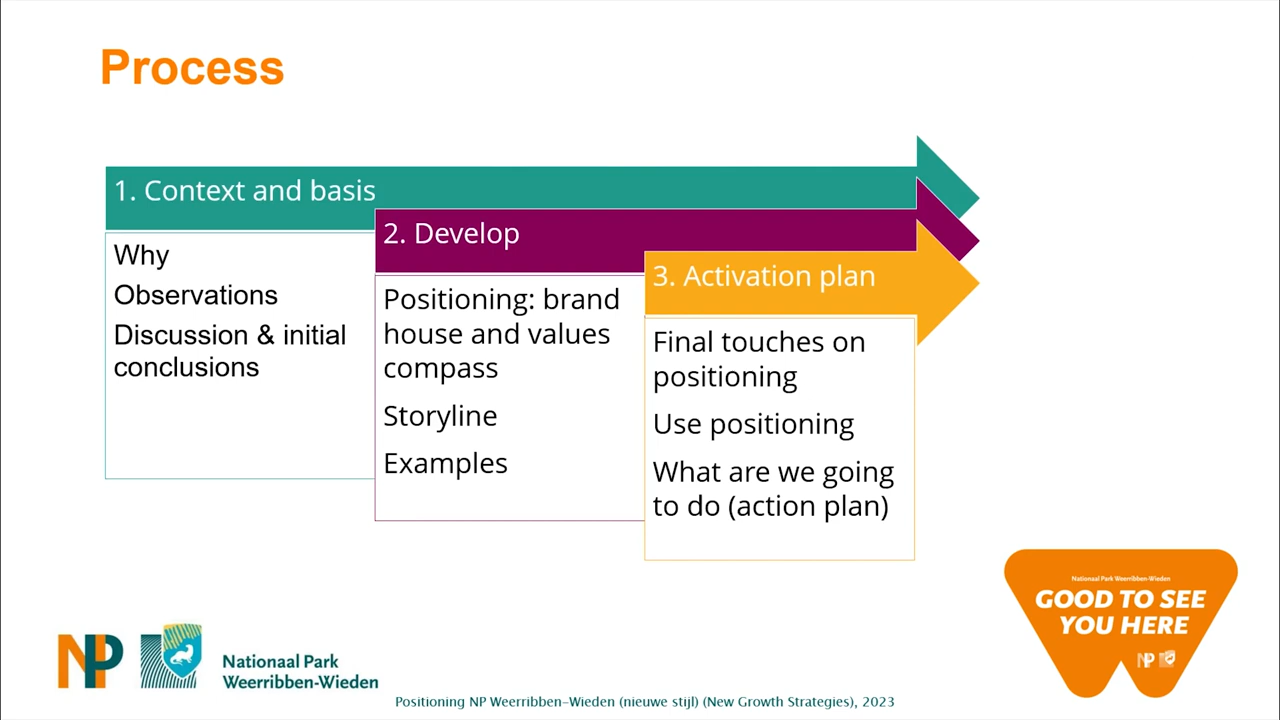 Process
1. Context and basis
Why
Observations
Discussion & initial
conclusions
2. Develop
Positioning: brand
house and values
compass
Storyline
Examples
3. Activation plan
Final touches on
positioning
Use positioning
What are we going
to do (action plan)
Nationaal Park Weerribben-Wieden
GOOD TO SEE
YOU HERE
NP
NP
Nationaal Park
Weerribben-Wieden
Positioning NP Weerribben-Wieden (nieuwe stijl) (New Growth Strategies), 2023